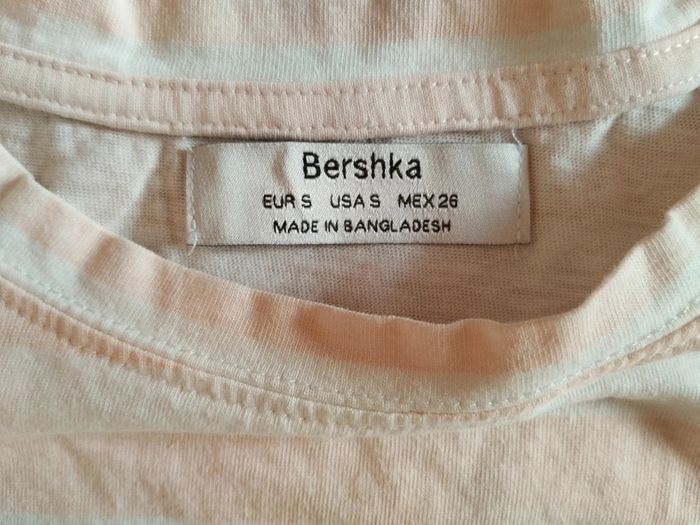 Bershka
EUR S USA S MEX 26
MADE IN BANGLADESH